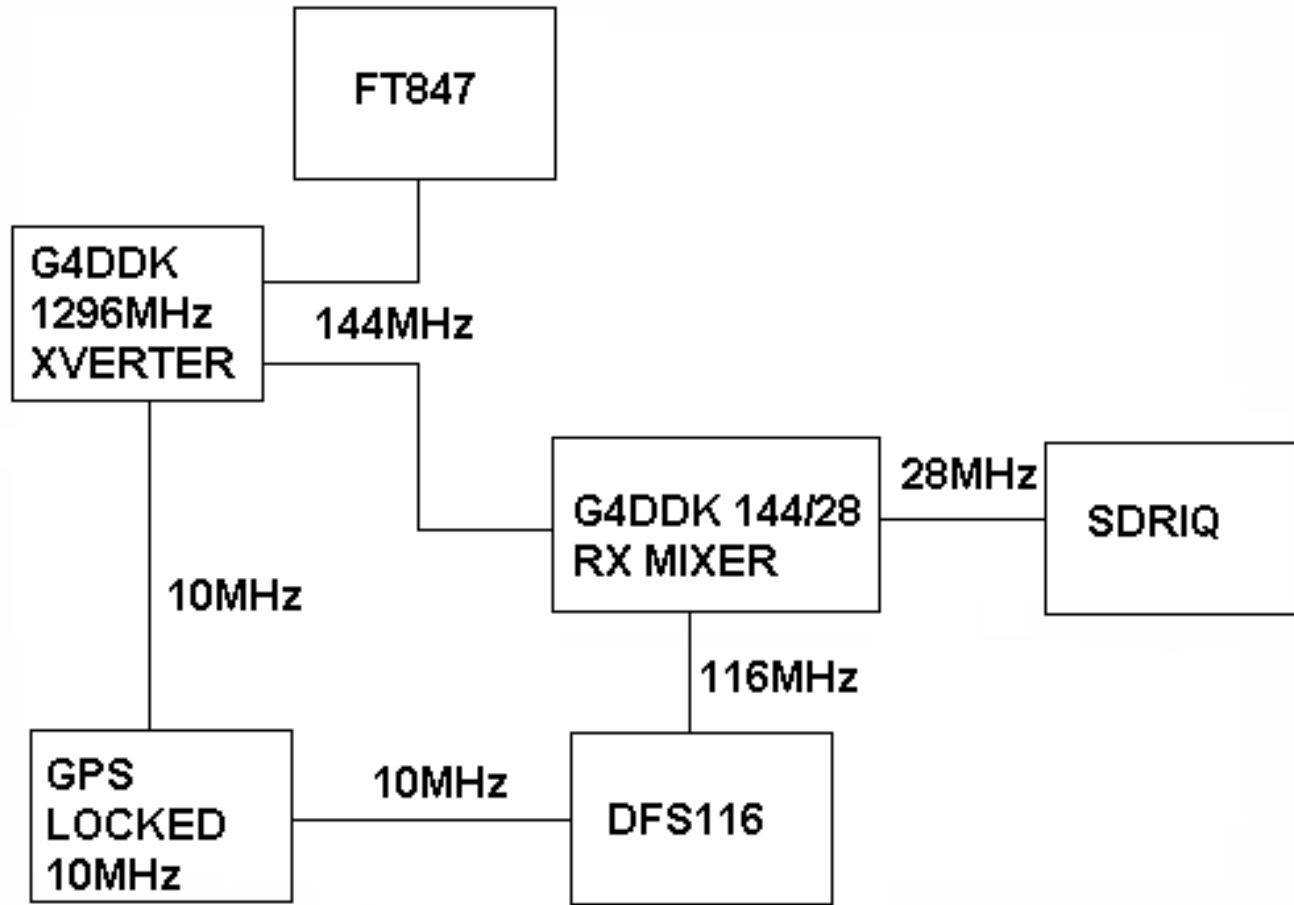 FT847
G4DDK
1296MHz
XVERTER
144MHz
28MHz
G4DDK 144/28
RX MIXER
SDRIQ
10MHz
116MHz
GPS
LOCKED
10MHz
10MHz
DFS116